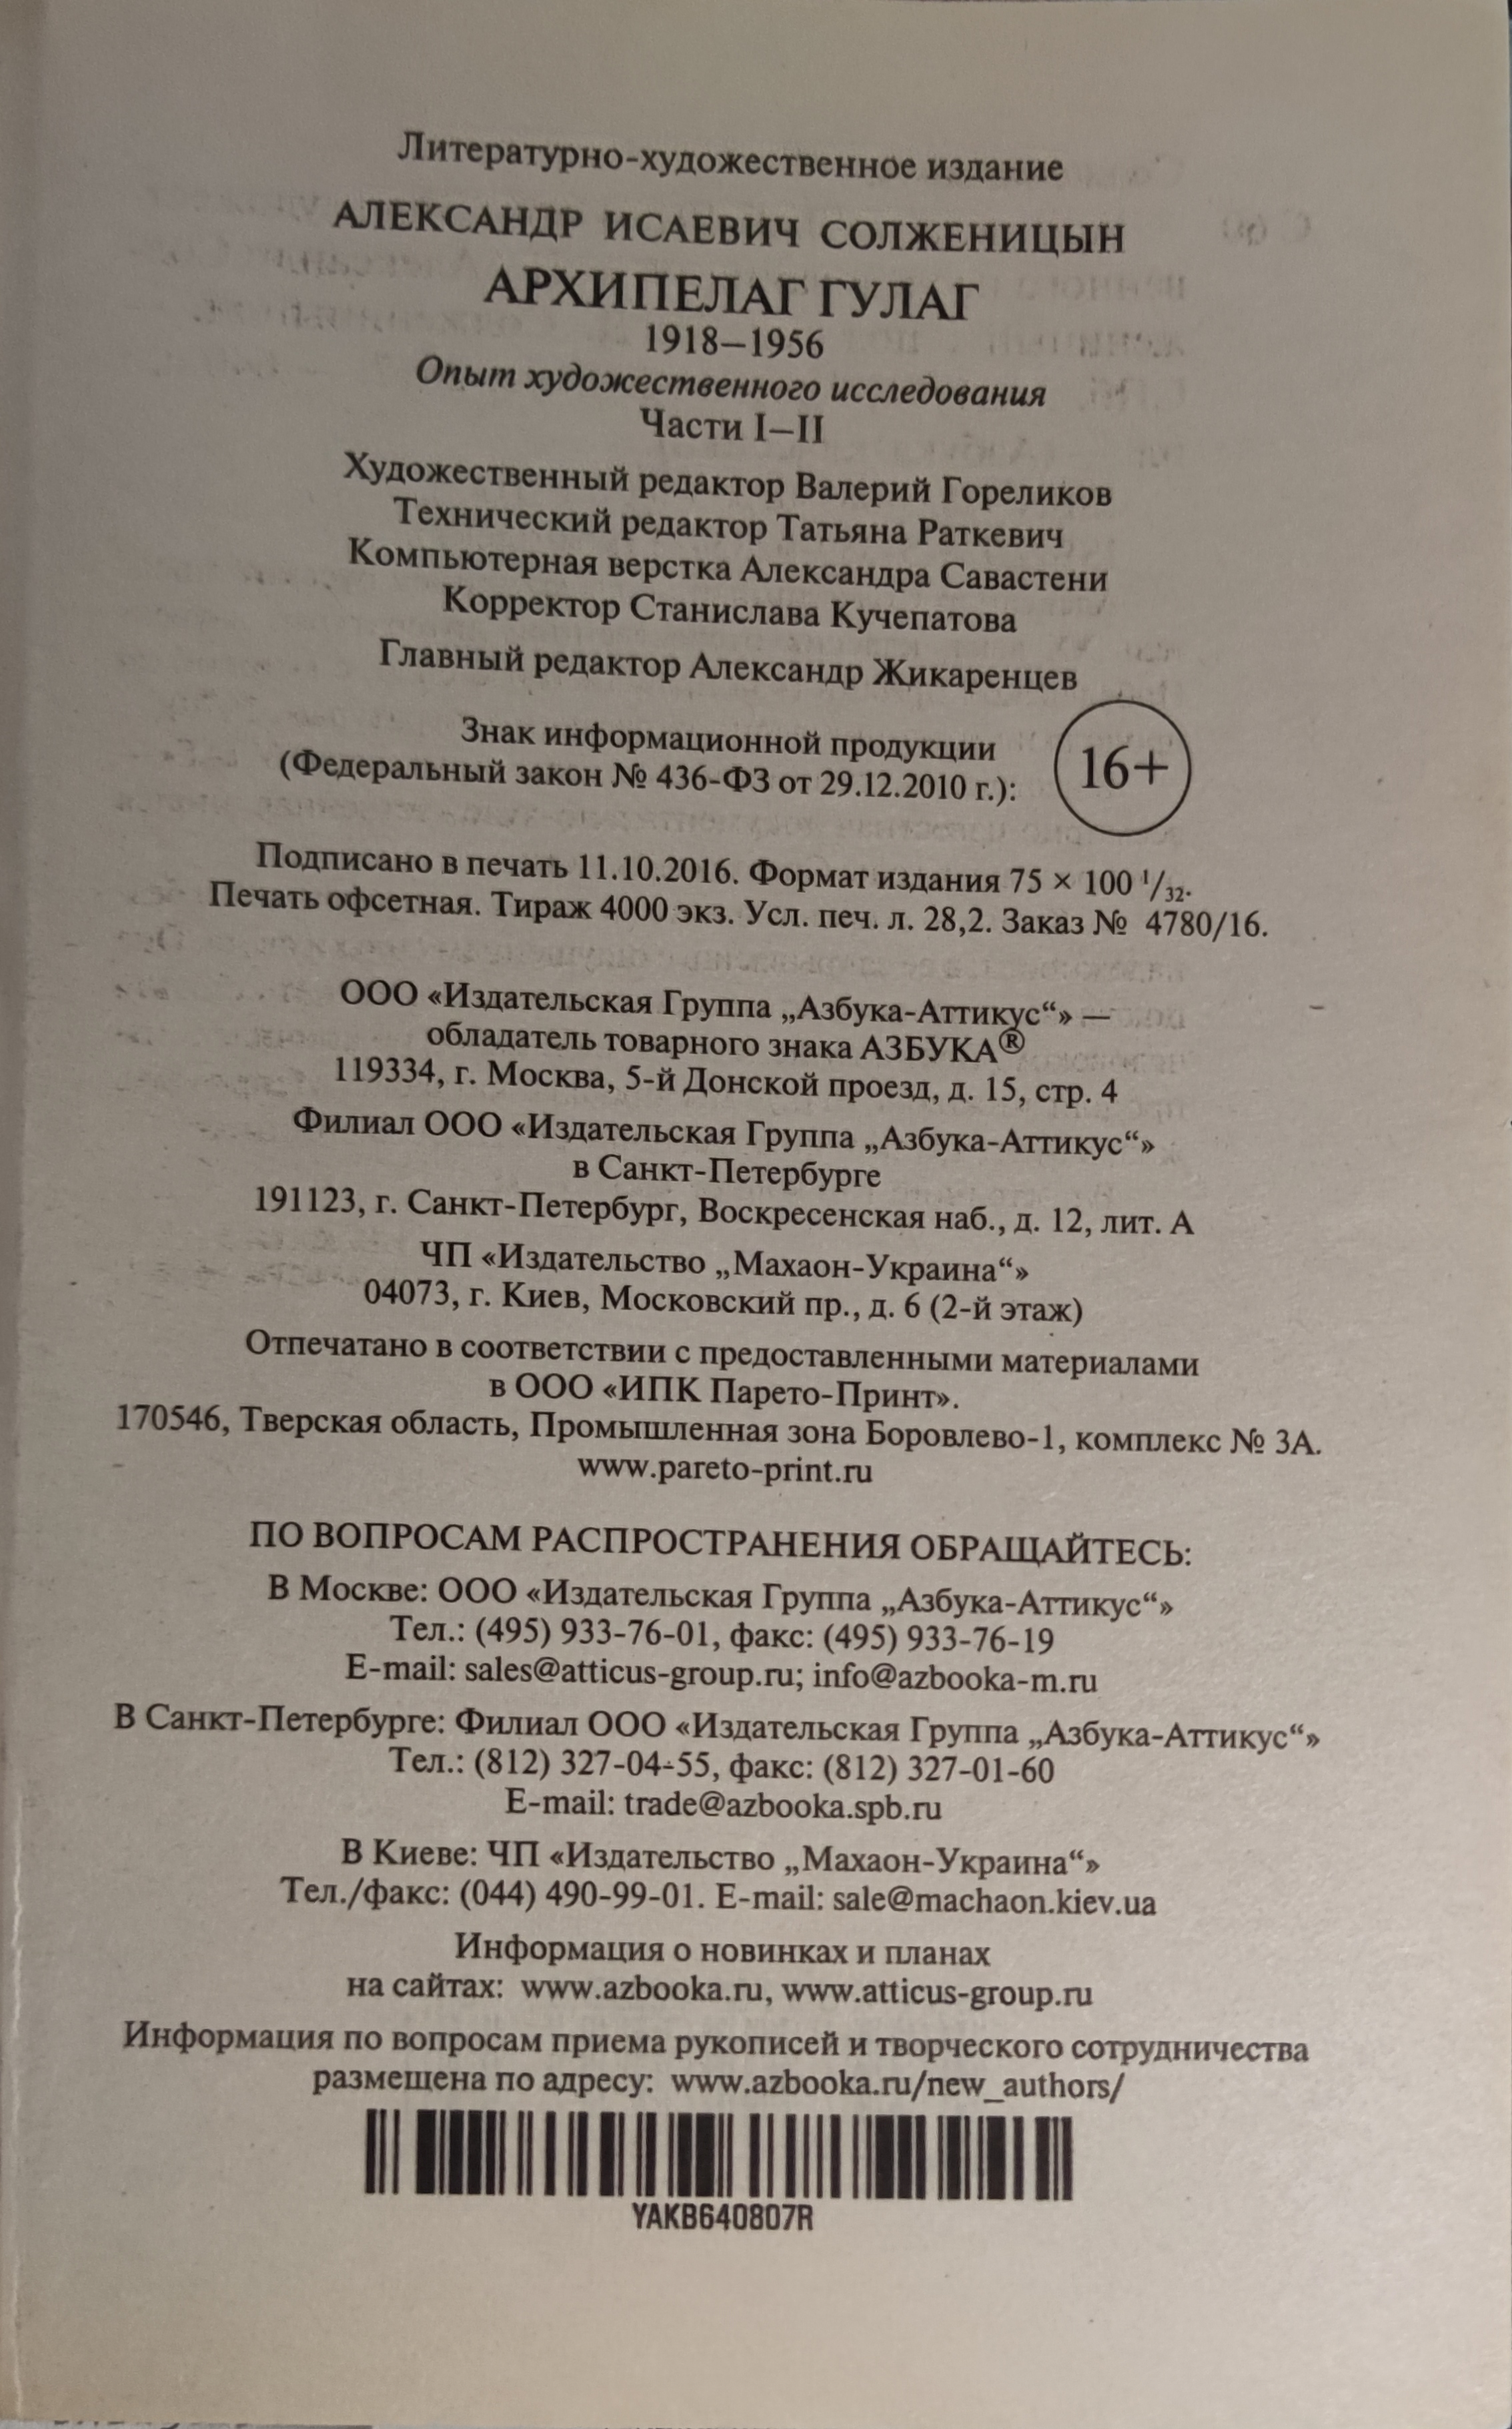 Литературно-художественное издание
АЛЕКСАНДР ИСАЕВИЧ СОЛЖЕНИЦЫН
АРХИПЕЛАГ ГУЛАГ
1918–1956
Опыт художественного исследования
Части I–II
Художественный редактор Валерий Гореликов
Технический редактор Татьяна Раткевич
Компьютерная верстка Александра Савастени
Корректор Станислава Кучепатова
Главный редактор Александр Жикаренцев
Знак информационной продукции
(Федеральный закон № 436-ФЗ от 29.12.2010 г.):
16+
Подписано в печать 11.10.2016. Формат издания 75 × 100 1/32.
Печать офсетная. Тираж 4000 экз. Усл. печ. л. 28,2. Заказ № 4780/16.
ООО «Издательская Группа „Азбука-Аттикус“» —
обладатель товарного знака АЗБУКА®
119334, г. Москва, 5-й Донской проезд, д. 15, стр. 4
Филиал ООО «Издательская Группа „Азбука-Аттикус“»
в Санкт-Петербурге
191123, г. Санкт-Петербург, Воскресенская наб., д. 12, лит. А
ЧП «Издательство „Махаон-Украина“»
04073, г. Киев, Московский пр., д. 6 (2-й этаж)
Отпечатано в соответствии с предоставленными материалами
в ООО «ИПК Парето-Принт».
170546, Тверская область, Промышленная зона Боровлево-1, комплекс № 3А.
www.pareto-print.ru
ПО ВОПРОСАМ РАСПРОСТРАНЕНИЯ ОБРАЩАЙТЕСЬ:
В Москве: ООО «Издательская Группа „Азбука-Аттикус“»
Тел.: (495) 933-76-01, факс: (495) 933-76-19
E-mail: sales@atticus-group.ru; info@azbooka-m.ru
В Санкт-Петербурге: Филиал ООО «Издательская Группа „Азбука-Аттикус“»
Тел.: (812) 327-04-55, факс: (812) 327-01-60
E-mail: trade@azbooka.spb.ru
В Киеве: ЧП «Издательство „Махаон-Украина“»
Тел./факс: (044) 490-99-01. E-mail: sale@machaon.kiev.ua
Информация о новинках и планах
на сайтах: www.azbooka.ru, www.atticus-group.ru
Информация по вопросам приема рукописей и творческого сотрудничества
размещена по адресу: www.azbooka.ru/new_authors/
YAKB640807R